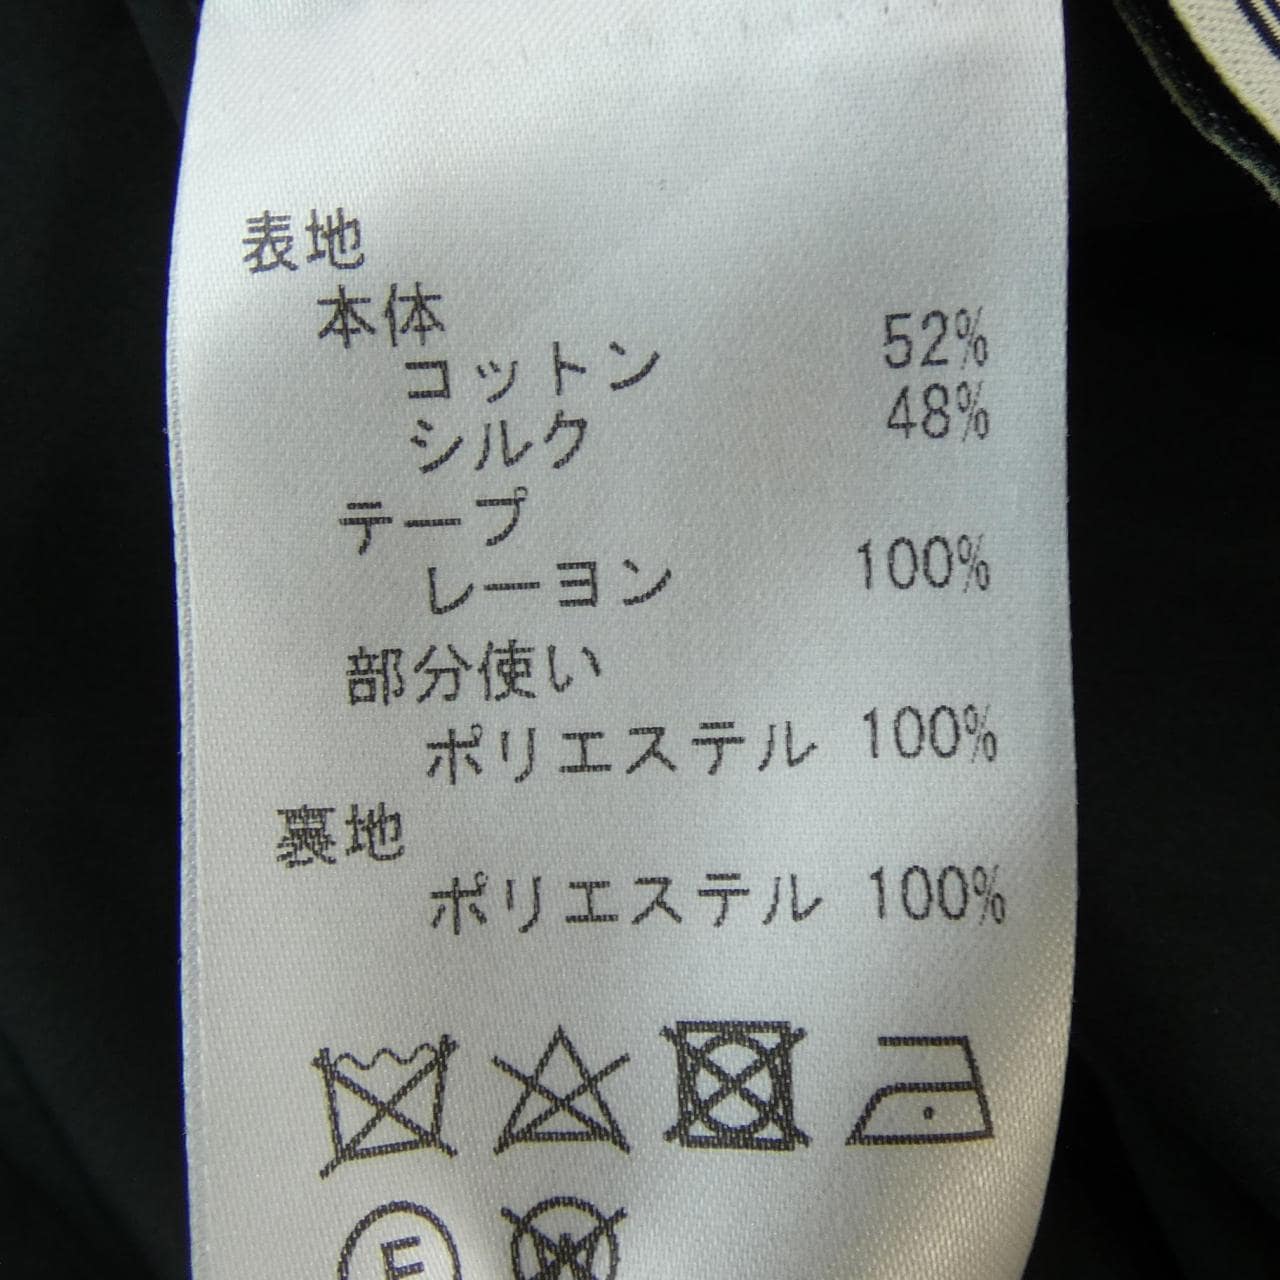 表地
本体
コットン 52%
シルク 48%
テープ
レーヨン 100%
部分使い
ポリエステル 100%
裏地
ポリエステル 100%
F W